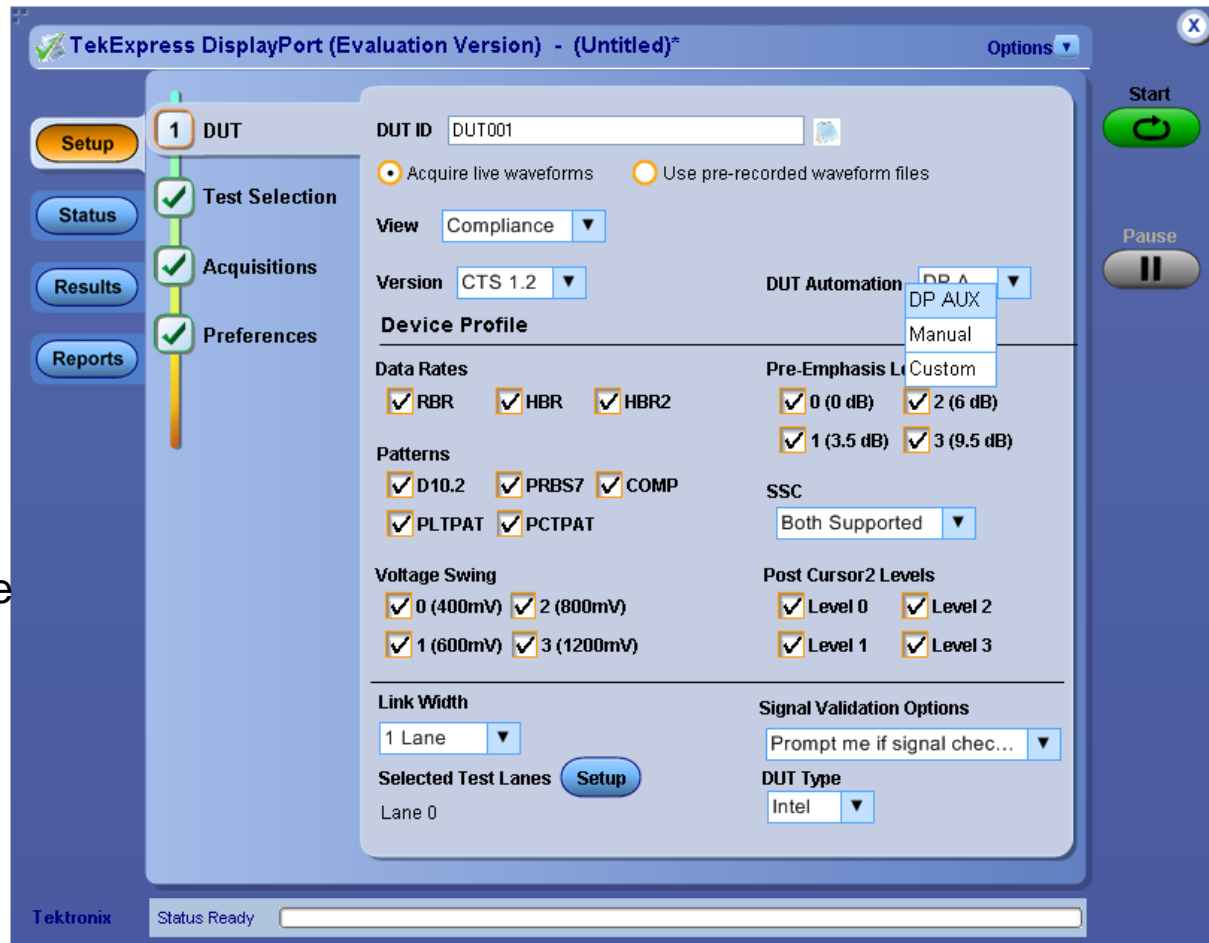 TekExpress DisplayPort (Evaluation Version) - (Untitled)*
Options
X
Start
Setup
1 DUT
DUT ID DUT001
Acquire live waveforms Use pre-recorded waveform files
Test Selection
Status
View Compliance
Pause
Acquisitions
Results
Version CTS 1.2
DUT Automation DP A
DP AUX
Manual
Custom
Preferences
Device Profile
Reports
Data Rates
RBR HBR HBR2
Pre-Emphasis L
0 (0 dB) 2 (6 dB)
1 (3.5 dB) 3 (9.5 dB)
Patterns
D10.2 PRBS7 COMP
PLTPAT PCTPAT
SSC
Both Supported
e
Voltage Swing
0 (400mV) 2 (800mV)
1 (600mV) 3 (1200mV)
Post Cursor2 Levels
Level 0 Level 2
Level 1 Level 3
Link Width
1 Lane
Signal Validation Options
Prompt me if signal chec...
Selected Test Lanes Setup
Lane 0
DUT Type
Intel
Tektronix
Status Ready